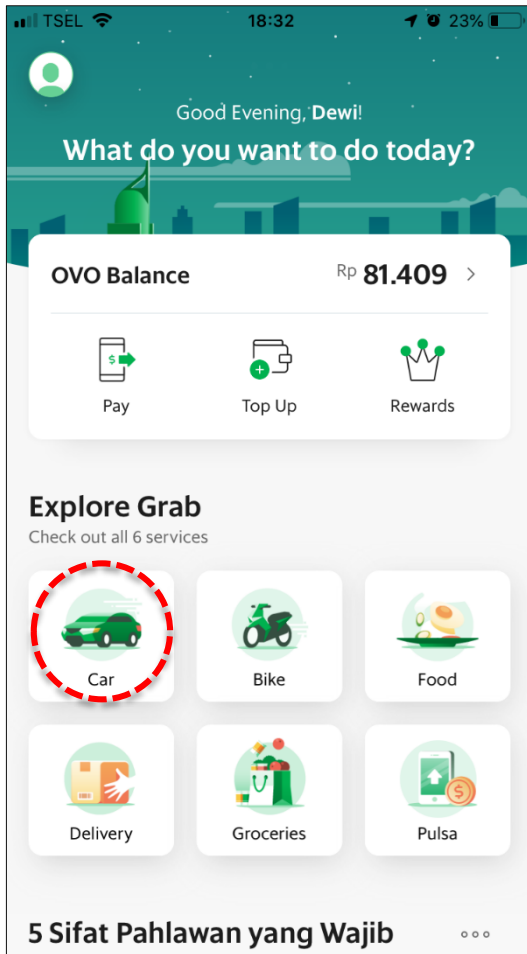 TSEL 18:32 23%
Good Evening, Dewi!
What do you want to do today?
OVO Balance Rp 81.409 >
$
Pay Top Up Rewards
Explore Grab
Check out all 6 services
Car Bike Food
$
Delivery Groceries Pulsa
5 Sifat Pahlawan yang Wajib